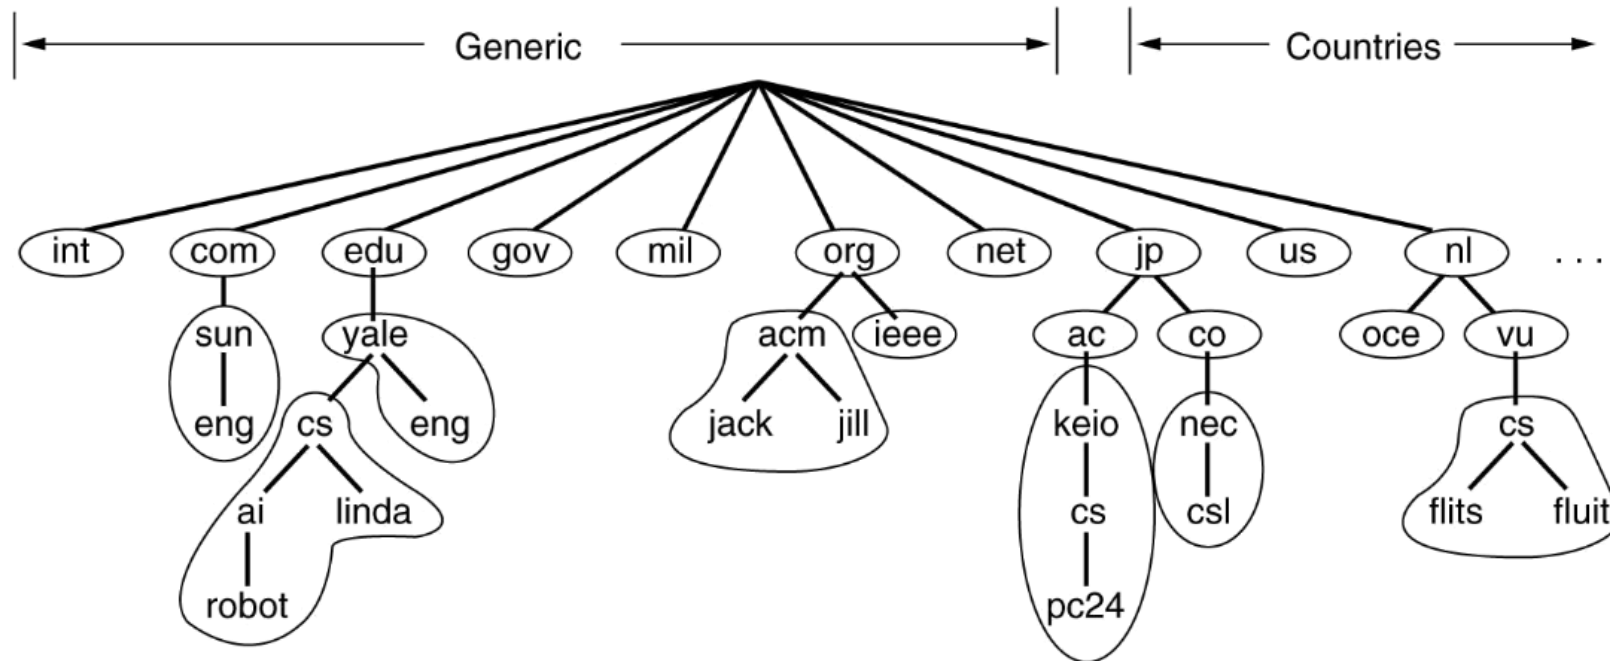 Generic Countries
int com edu gov mil org net jp us nl . . .
sun yale acm ieee ac co oce vu
eng cs eng jack jill keio nec cs
ai linda cs csl flits fluit
robot pc24